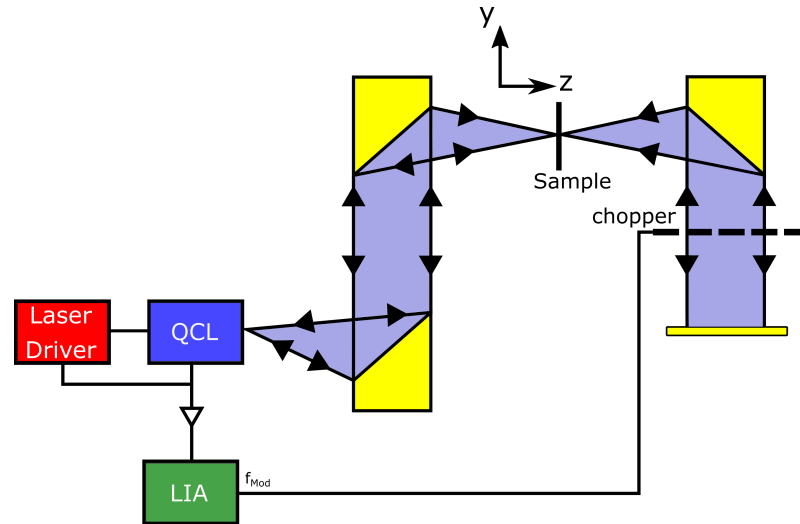 y
z
Sample
chopper
Laser
Driver
QCL
LIA
fMod